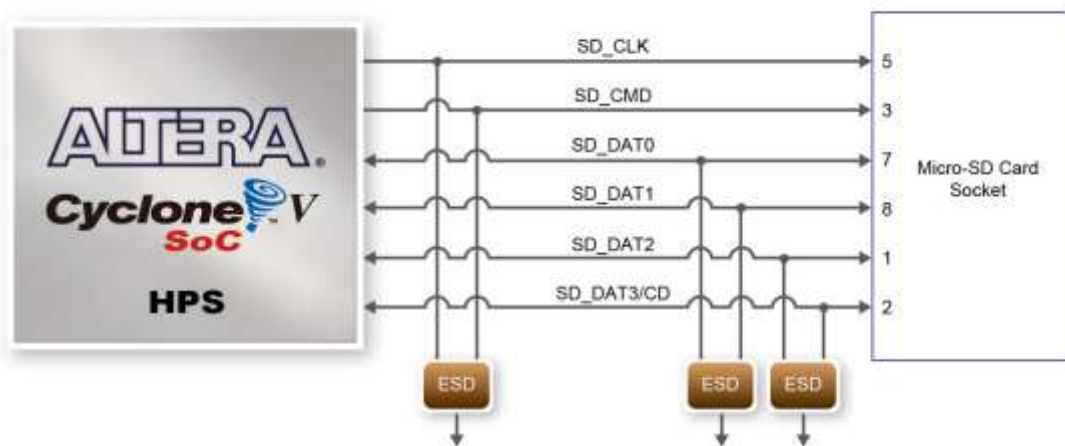 ALTERA®
Cyclone™ V
SoC
HPS
SD_CLK
5
SD_CMD
3
SD_DAT0
7
SD_DAT1
8
SD_DAT2
1
SD_DAT3/CD
2
Micro-SD Card
Socket
ESD
ESD
ESD